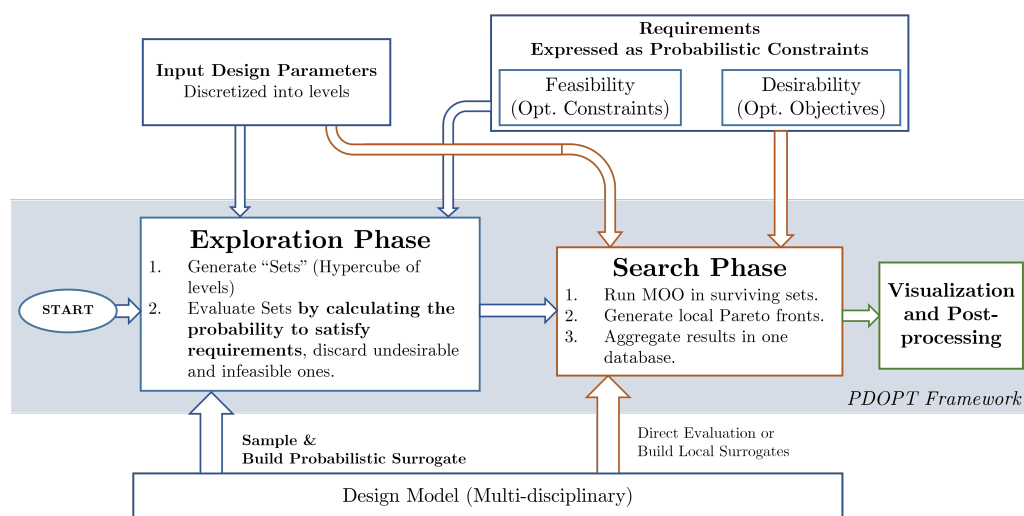 Requirements
Expressed as Probabilistic Constraints
Input Design Parameters
Discretized into levels
Feasibility
(Opt. Constraints)
Desirability
(Opt. Objectives)
Exploration Phase
1. Generate “Sets” (Hypercube of
levels)
2. Evaluate Sets by calculating the
probability to satisfy
requirements, discard undesirable
and infeasible ones.
START
Search Phase
1. Run MOO in surviving sets.
2. Generate local Pareto fronts.
3. Aggregate results in one
database.
Visualization
and Post-
processing
PDOPT Framework
Sample &
Build Probabilistic Surrogate
Direct Evaluation or
Build Local Surrogates
Design Model (Multi-disciplinary)